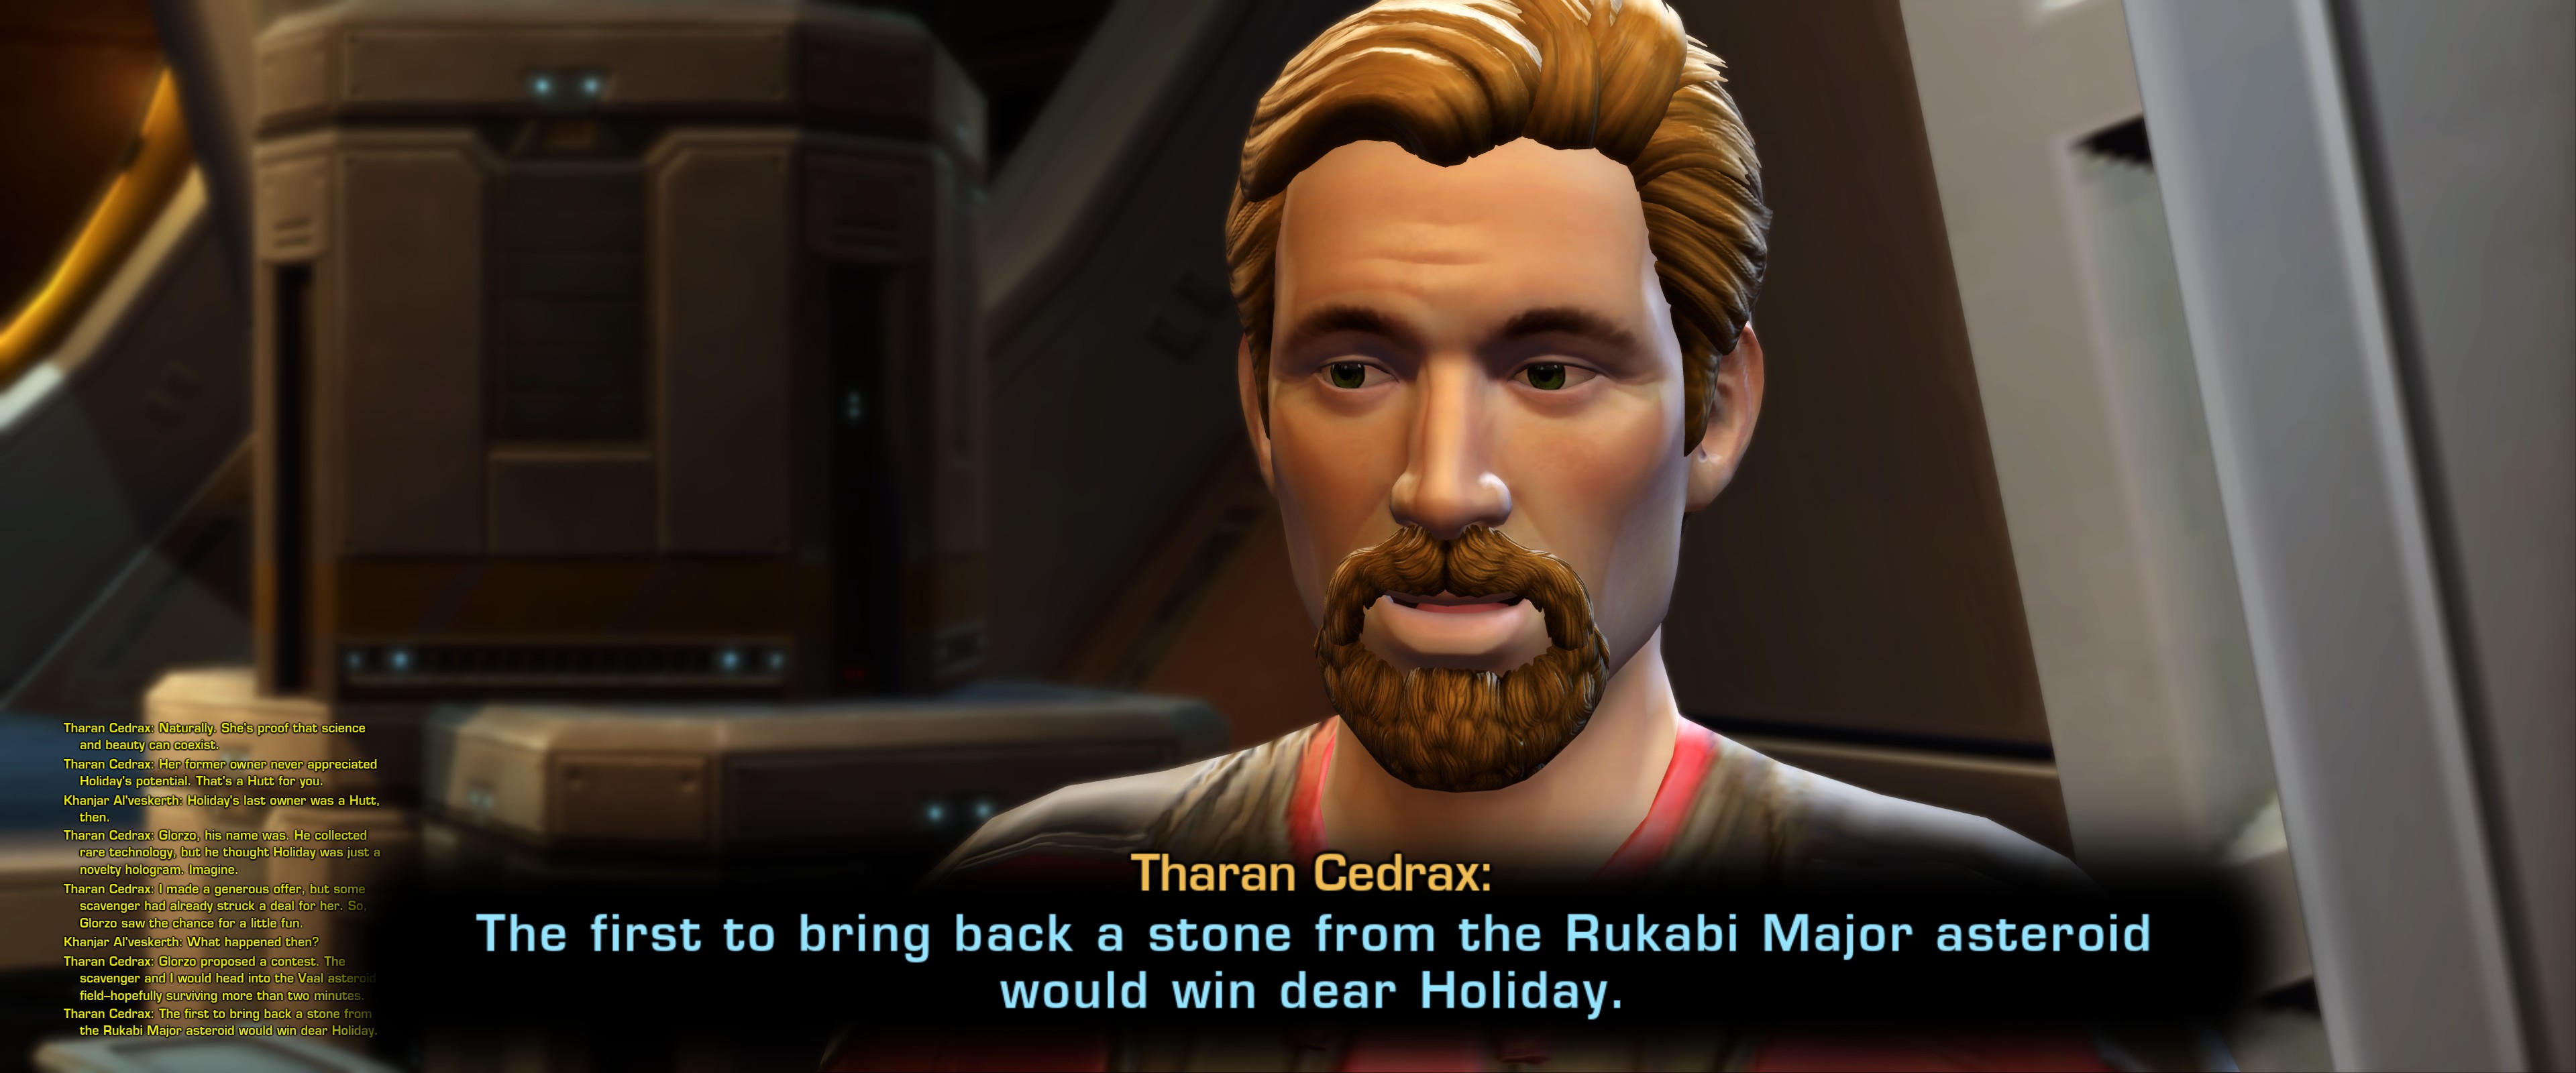 Tharan Cedrax: Naturally. She's proof that science
and beauty can coexist.
Tharan Cedrax: Her former owner never appreciated
Holiday's potential. That's a Hutt for you.
Khanjar Al'veskerth: Holiday's last owner was a Hutt,
then.
Tharan Cedrax: Glorzo, his name was. He collected
rare technology, but he thought Holiday was just a
novelty hologram. Imagine.
Tharan Cedrax: I made a generous offer, but some
scavenger had already struck a deal for her. So,
Glorzo saw the chance for a little fun.
Khanjar Al'veskerth: What happened then?
Tharan Cedrax: Glorzo proposed a contest. The
scavenger and I would head into the Vaal asteroid
field–hopefully surviving more than two minutes.
Tharan Cedrax: The first to bring back a stone from
the Rukabi Major asteroid would win dear Holiday.
Tharan Cedrax:
The first to bring back a stone from the Rukabi Major asteroid
would win dear Holiday.